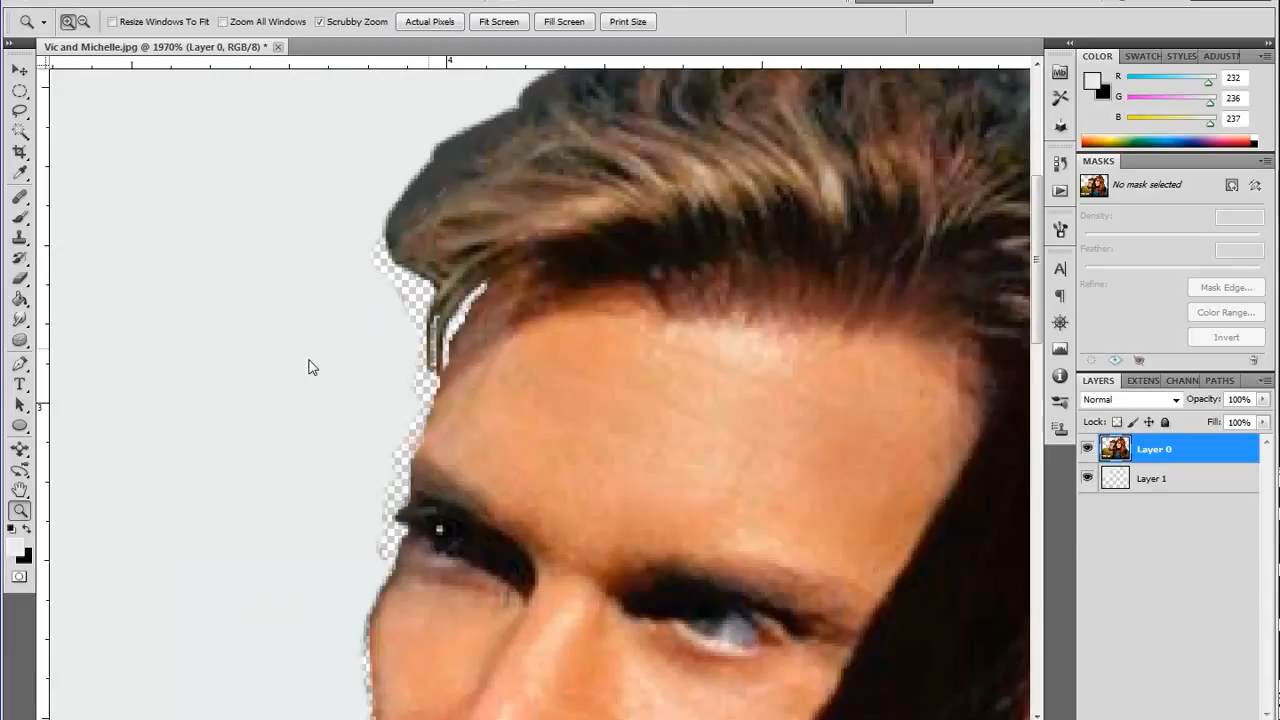 Resize Windows To Fit Zoom All Windows Scrubby Zoom Actual Pixels Fit Screen Fill Screen Print Size
Vic and Michelle.jpg @ 1970% (Layer 0, RGB/8) *
4
3
COLOR SWATCH STYLES ADJUSTM
R 232
G 236
B 237
MASKS
No mask selected
Density:
Feather:
Refine: Mask Edge...
Color Range...
Invert
LAYERS EXTENS CHANN PATHS
Normal Opacity: 100%
Lock: Fill: 100%
Layer 0
Layer 1